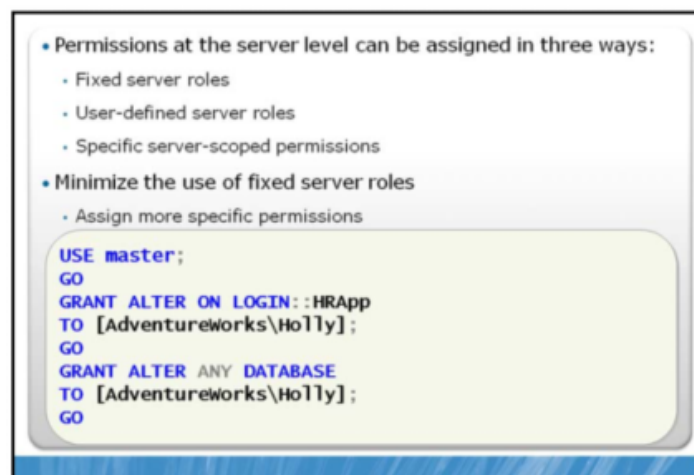 • Permissions at the server level can be assigned in three ways:
• Fixed server roles
• User-defined server roles
• Specific server-scoped permissions
• Minimize the use of fixed server roles
• Assign more specific permissions
USE master;
GO
GRANT ALTER ON LOGIN::HRApp
TO [AdventureWorks\Holly];
GO
GRANT ALTER ANY DATABASE
TO [AdventureWorks\Holly];
GO